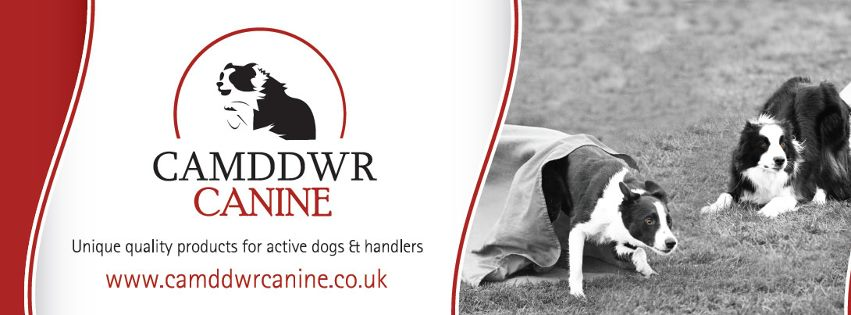 CAMDDWR
CANINE
Unique quality products for active dogs & handlers
www.camddwrcanine.co.uk